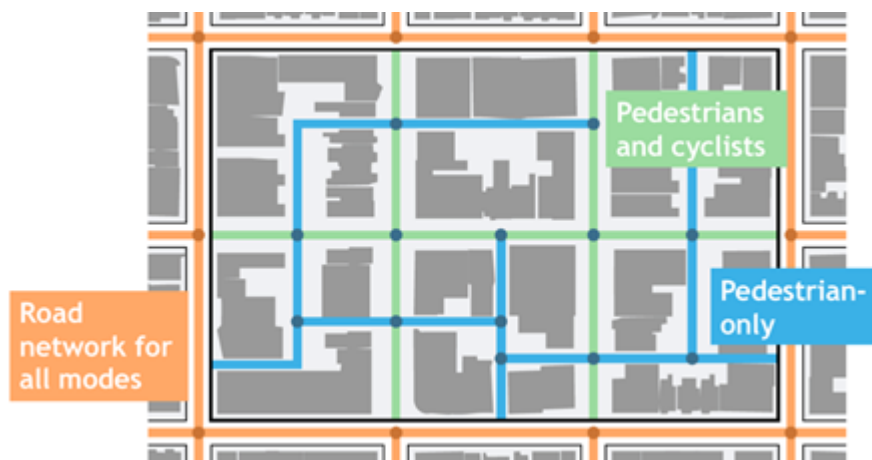 Pedestrians
and cyclists
Pedestrian-
only
Road
network for
all modes